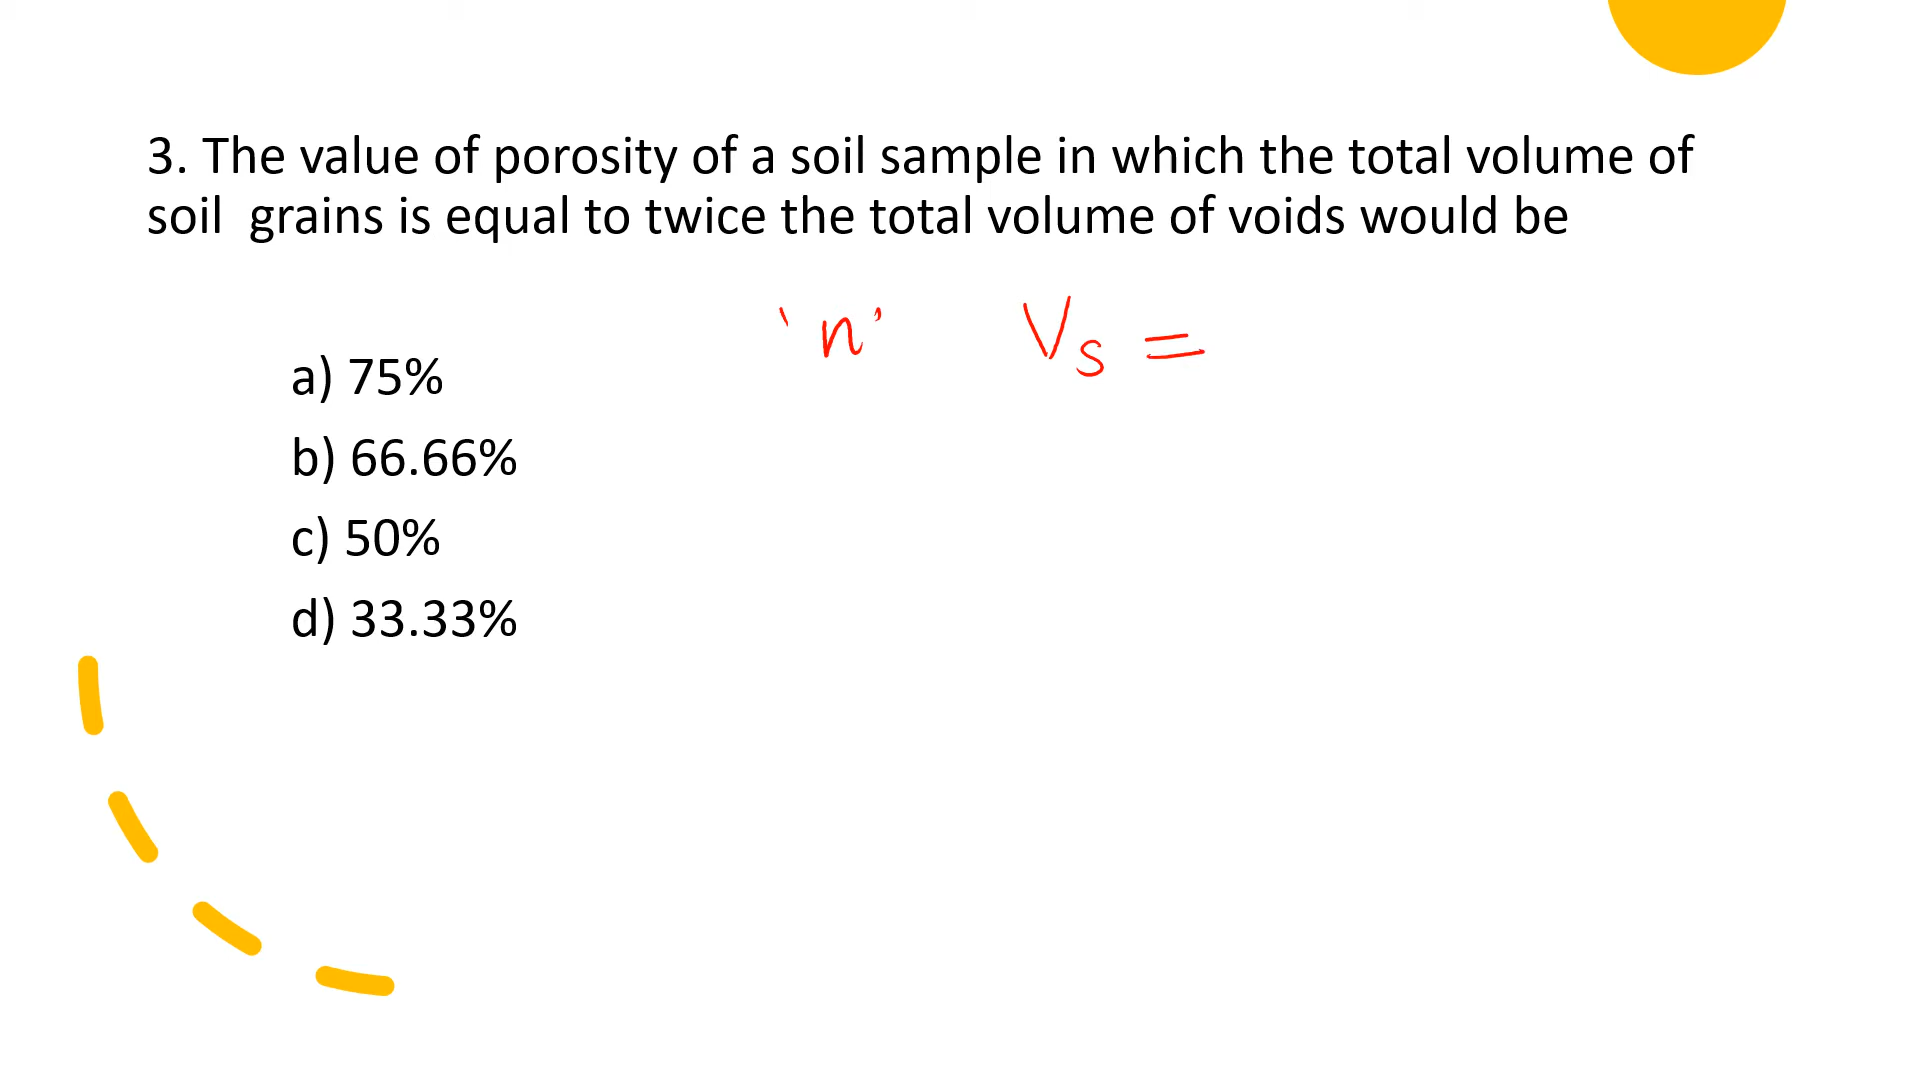 3. The value of porosity of a soil sample in which the total volume of
soil grains is equal to twice the total volume of voids would be
'n' Vs =
a) 75%
b) 66.66%
c) 50%
d) 33.33%